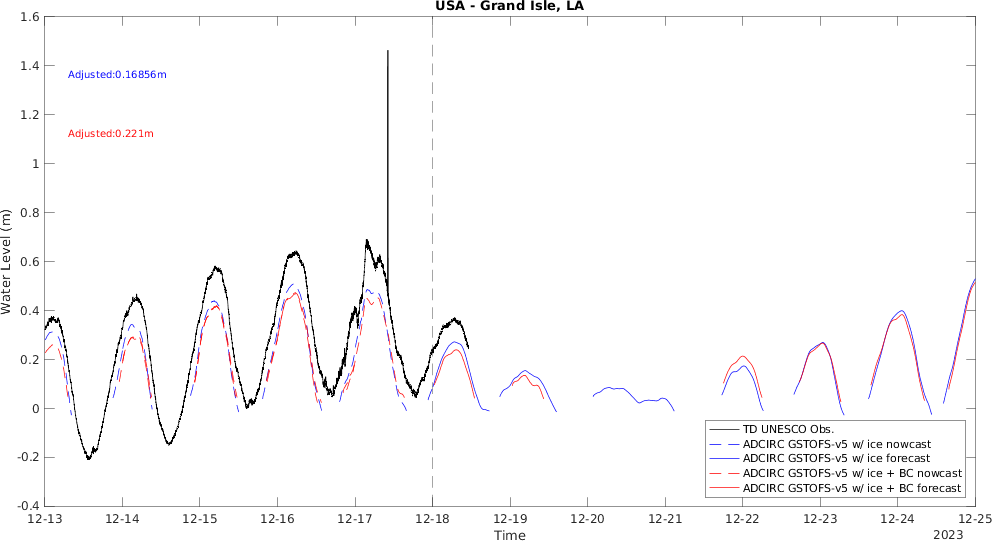 USA - Grand Isle, LA
1.6
1.4
1.2
1
0.8
0.6
0.4
0.2
0
-0.2
-0.4
Water Level (m)
Adjusted:0.16856m
Adjusted:0.221m
TD UNESCO Obs.
ADCIRC GSTOFS-v5 w/ ice nowcast
ADCIRC GSTOFS-v5 w/ ice forecast
ADCIRC GSTOFS-v5 w/ ice + BC nowcast
ADCIRC GSTOFS-v5 w/ ice + BC forecast
12-13 12-14 12-15 12-16 12-17 12-18 12-19 12-20 12-21 12-22 12-23 12-24 12-25
Time
2023